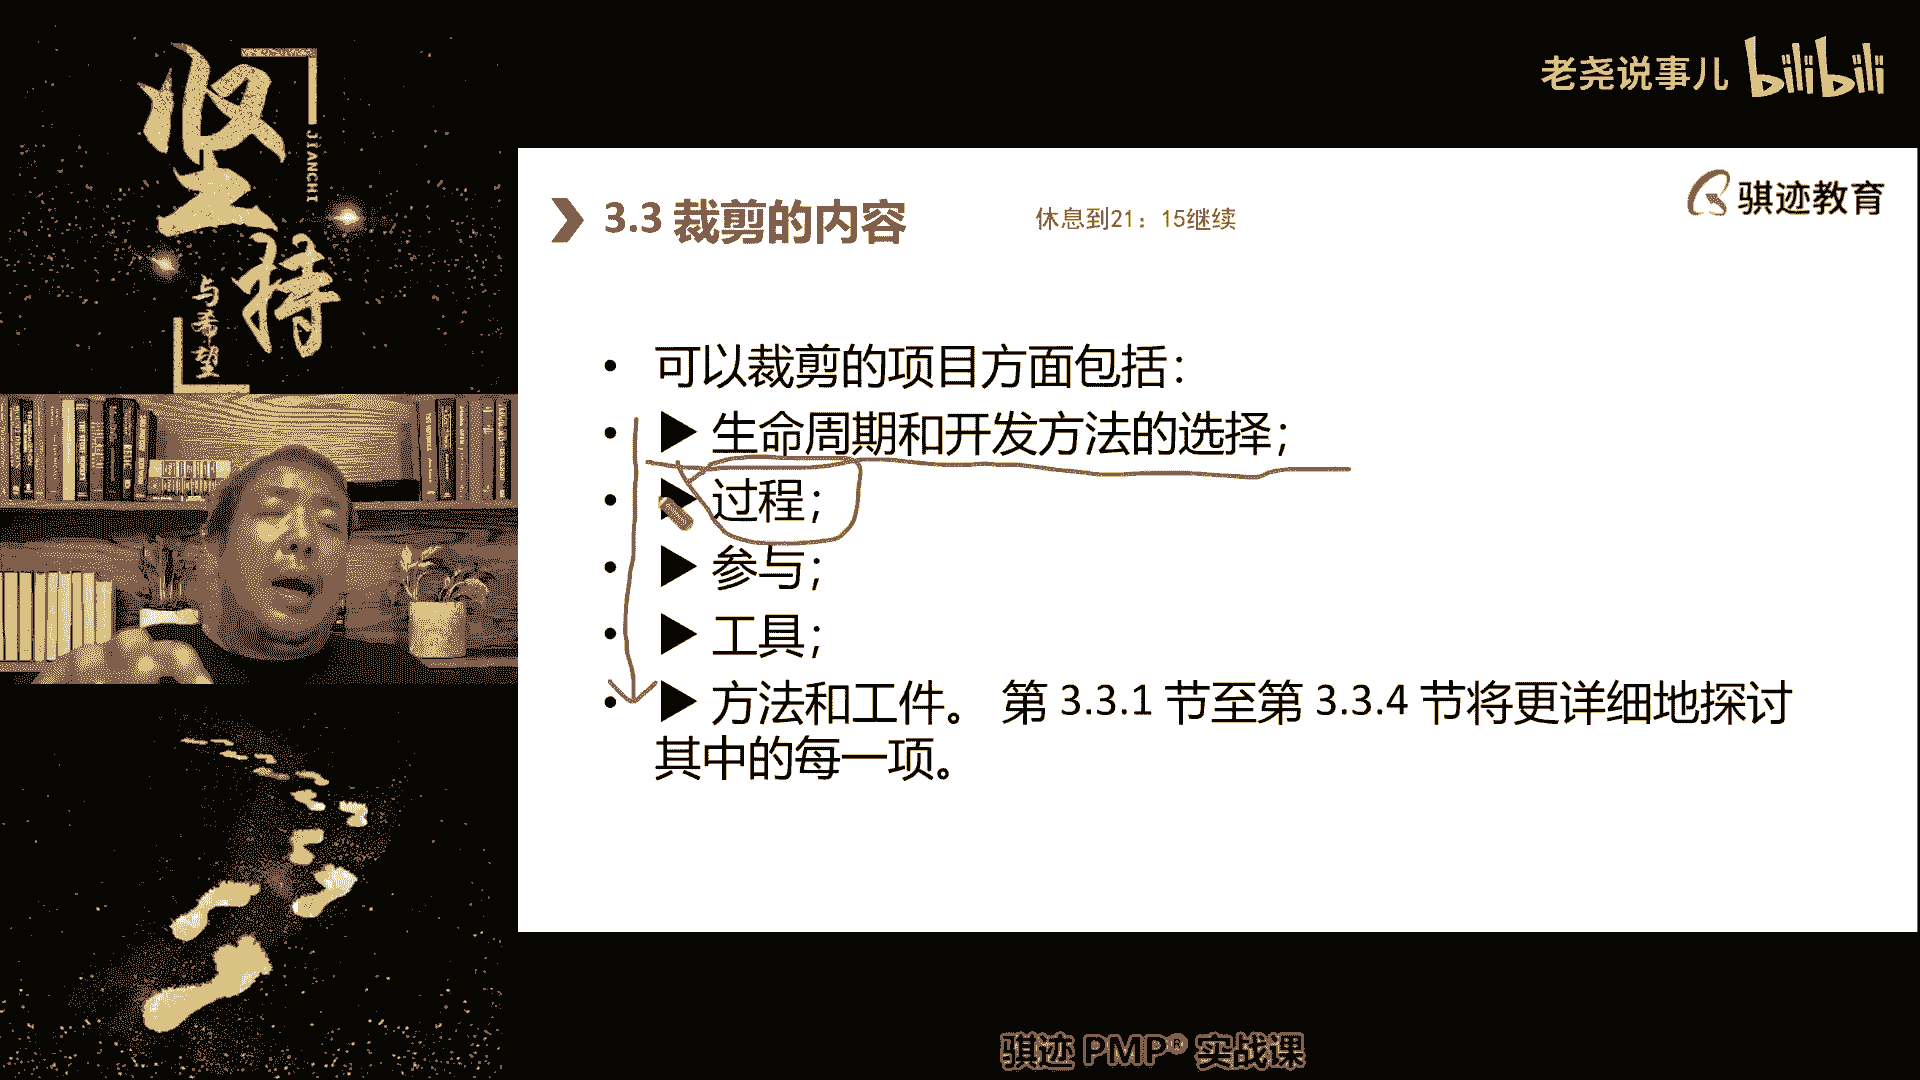 坚持
JIANCHI
与希望
老尧说事儿 bilibili
骐迹教育
3.3 裁剪的内容
休息到21：15继续
• 可以裁剪的项目方面包括：
• ▶ 生命周期和开发方法的选择；
• ▶ 过程；
• ▶ 参与；
• ▶ 工具；
• ▶ 方法和工件。 第 3.3.1 节至第 3.3.4 节将更详细地探讨
其中的每一项。
骐迹 PMP® 实战课